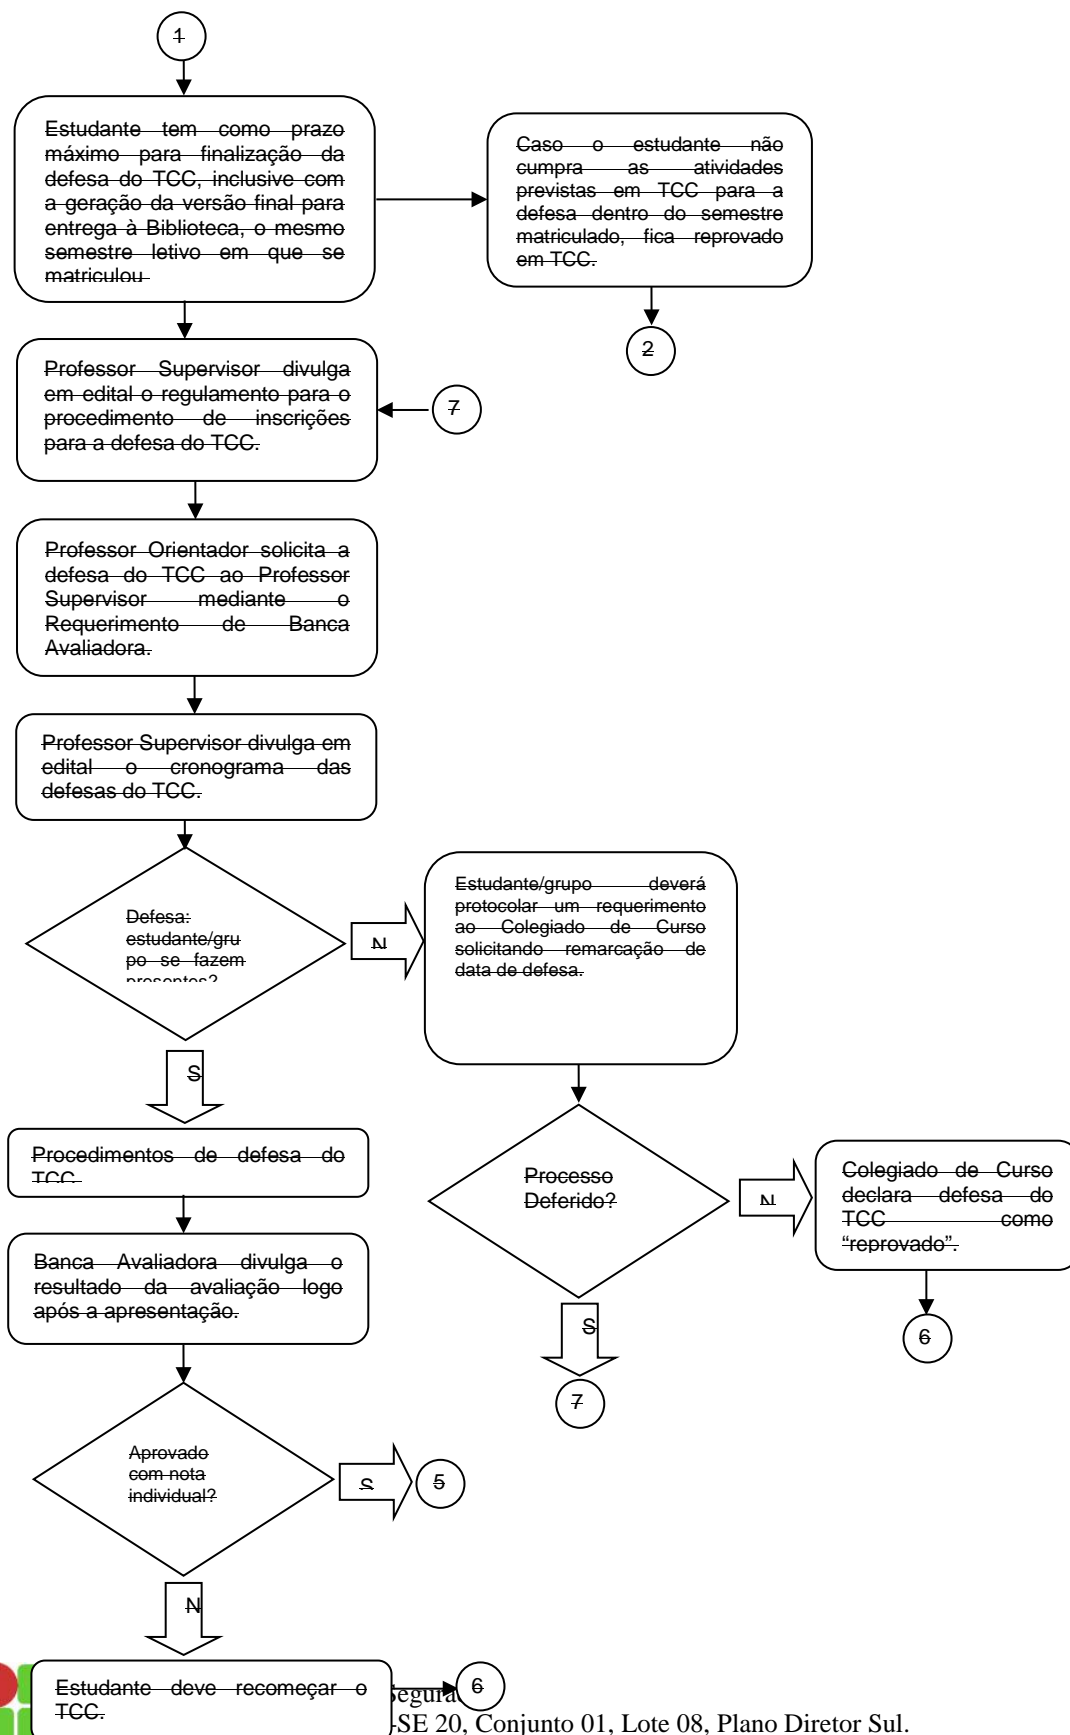 1
Estudante tem como prazo
máximo para finalização da
defesa do TCC, inclusive com
a geração da versão final para
entrega à Biblioteca, o mesmo
semestre letivo em que se
matriculou
Caso o estudante não
cumpra as atividades
previstas em TCC para a
defesa dentro do semestre
matriculado, fica reprovado
em TCC.
2
Professor Supervisor divulga
em edital o regulamento para o
procedimento de inscrições
para a defesa do TCC.
7
Professor Orientador solicita a
defesa do TCC ao Professor
Supervisor mediante o
Requerimento de Banca
Avaliadora.
Professor Supervisor divulga em
edital o cronograma das
defesas do TCC.
Defesa:
estudante/gru
po se fazem
presentes?
N
Estudante/grupo deverá
protocolar um requerimento
ao Colegiado de Curso
solicitando remarcação de
data de defesa.
S
Procedimentos de defesa do
TCC.
Processo
Deferido?
N
Colegiado de Curso
declara defesa do
TCC como
“reprovado”.
6
Banca Avaliadora divulga o
resultado da avaliação logo
após a apresentação.
S
7
Aprovado
com nota
individual?
S
5
N
Estudante deve recomeçar o
TCC.
6
-SE 20, Conjunto 01, Lote 08, Plano Diretor Sul.